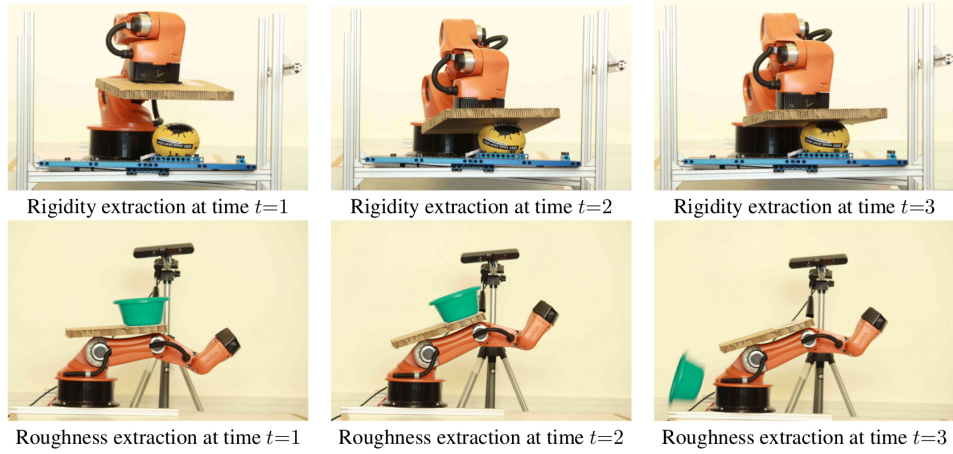 Rigidity extraction at time t=1
Rigidity extraction at time t=2
Rigidity extraction at time t=3
Roughness extraction at time t=1
Roughness extraction at time t=2
Roughness extraction at time t=3